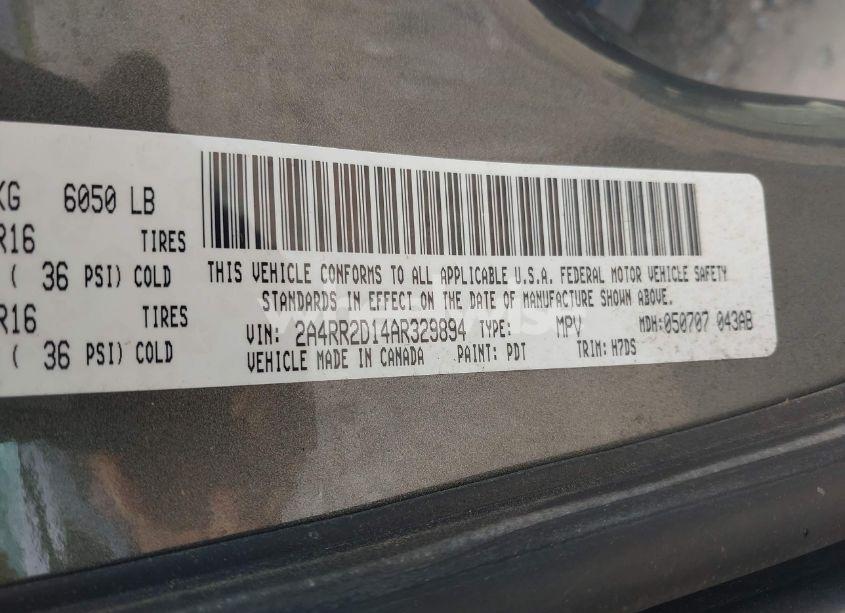 KG 6050 LB
R16 TIRES
( 36 PSI) COLD
R16 TIRES
( 36 PSI) COLD
THIS VEHICLE CONFORMS TO ALL APPLICABLE U.S.A. FEDERAL MOTOR VEHICLE SAFETY
STANDARDS IN EFFECT ON THE DATE OF MANUFACTURE SHOWN ABOVE.
VIN: 2A4RR2D14AR329894 TYPE: MPV MDH:050707 043AB
VEHICLE MADE IN CANADA PAINT: PDT TRIM: H7DS